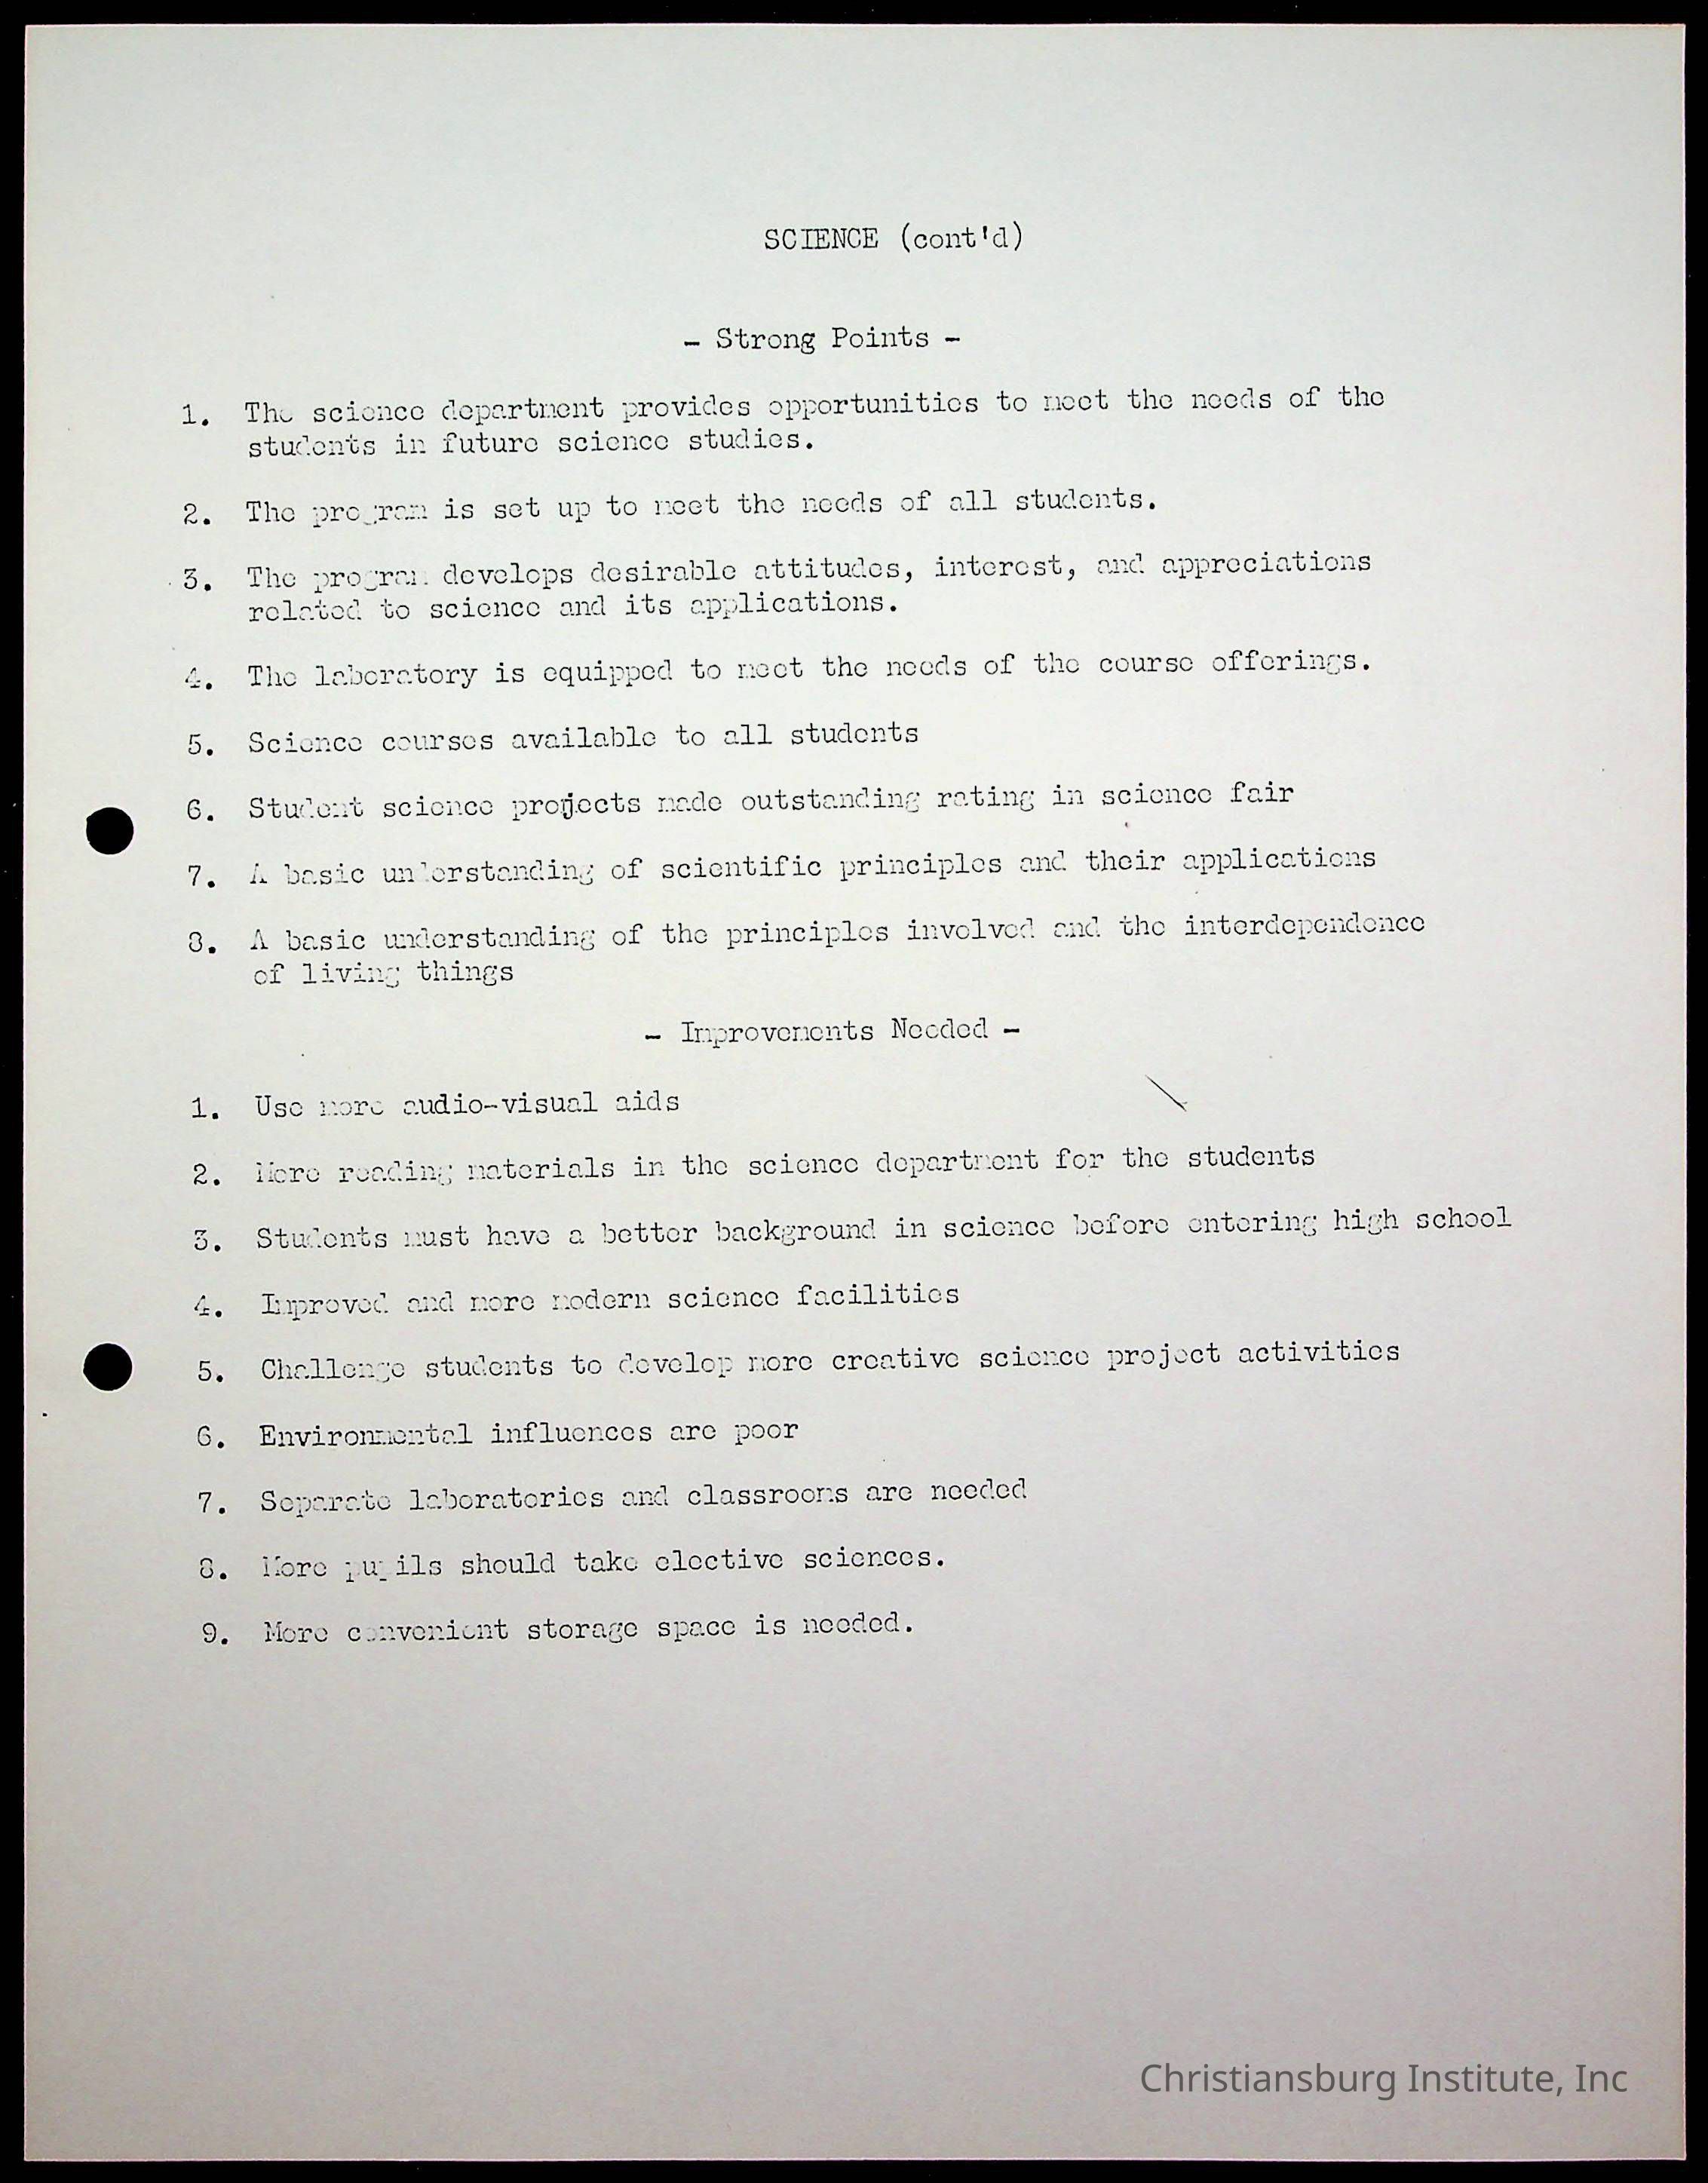 SCIENCE (cont'd)
- Strong Points -
1. The science department provides opportunities to meet the needs of the
students in future science studies.
2. The program is set up to meet the needs of all students.
3. The program develops desirable attitudes, interest, and appreciations
related to science and its applications.
4. The laboratory is equipped to meet the needs of the course offerings.
5. Science courses available to all students
6. Student science projects made outstanding rating in science fair
7. A basic understanding of scientific principles and their applications
8. A basic understanding of the principles involved and the interdependence
of living things
- Improvements Needed -
1. Use more audio-visual aids
2. More reading materials in the science department for the students
3. Students must have a better background in science before entering high school
4. Improved and more modern science facilities
5. Challenge students to develop more creative science project activities
6. Environmental influences are poor
7. Separate laboratories and classrooms are needed
8. More pupils should take elective sciences.
9. More convenient storage space is needed.
Christiansburg Institute, Inc